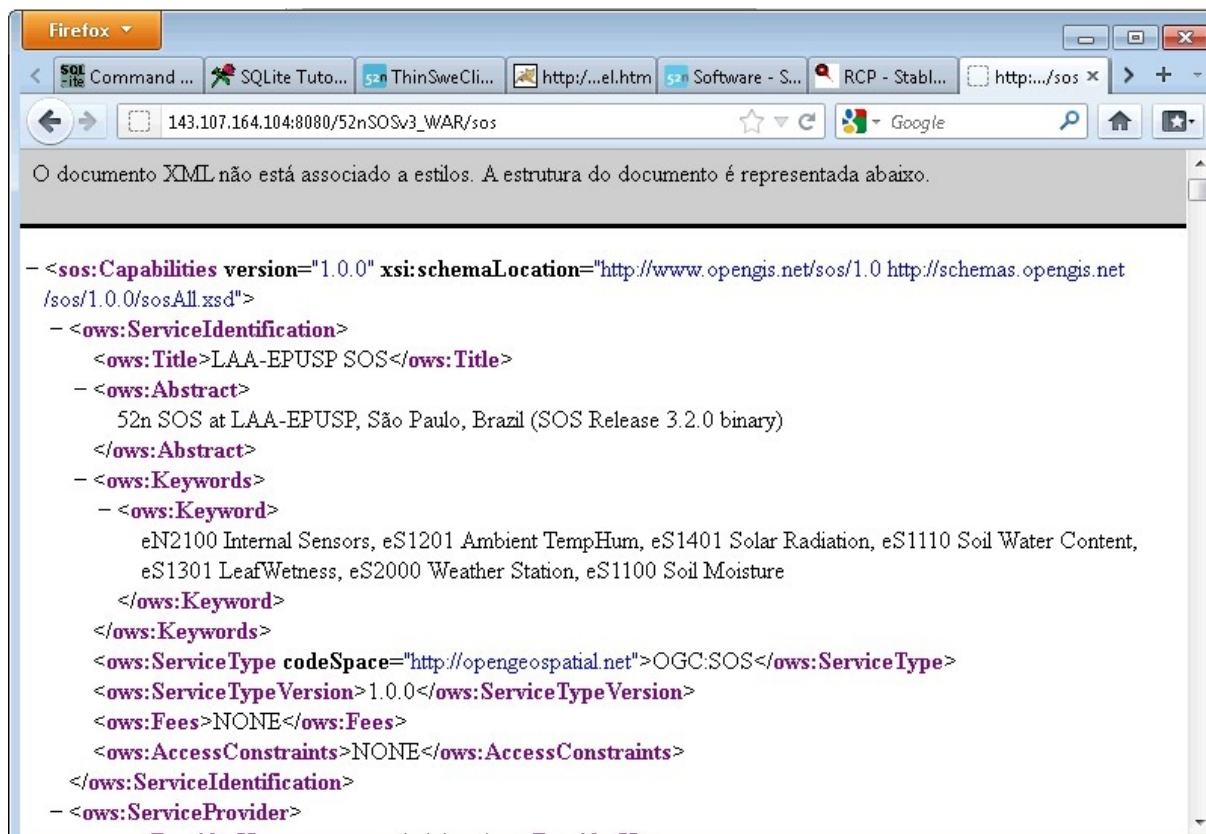 Firefox
SQLite Command ... SQLite Tuto... 52n ThinSweCli... http:/...el.htm 52n Software - S... RCP - Stabl... http:.../sos
143.107.164.104:8080/52nSOSv3_WAR/sos Google
O documento XML não está associado a estilos. A estrutura do documento é representada abaixo.
− <sos:Capabilities version="1.0.0" xsi:schemaLocation="http://www.opengis.net/sos/1.0 http://schemas.opengis.net
/sos/1.0.0/sosAll.xsd">
− <ows:ServiceIdentification>
<ows:Title>LAA-EPUSP SOS</ows:Title>
− <ows:Abstract>
52n SOS at LAA-EPUSP, São Paulo, Brazil (SOS Release 3.2.0 binary)
</ows:Abstract>
− <ows:Keywords>
− <ows:Keyword>
eN2100 Internal Sensors, eS1201 Ambient TempHum, eS1401 Solar Radiation, eS1110 Soil Water Content,
eS1301 LeafWetness, eS2000 Weather Station, eS1100 Soil Moisture
</ows:Keyword>
</ows:Keywords>
<ows:ServiceType codeSpace="http://opengeospatial.net">OGC:SOS</ows:ServiceType>
<ows:ServiceTypeVersion>1.0.0</ows:ServiceTypeVersion>
<ows:Fees>NONE</ows:Fees>
<ows:AccessConstraints>NONE</ows:AccessConstraints>
</ows:ServiceIdentification>
− <ows:ServiceProvider>